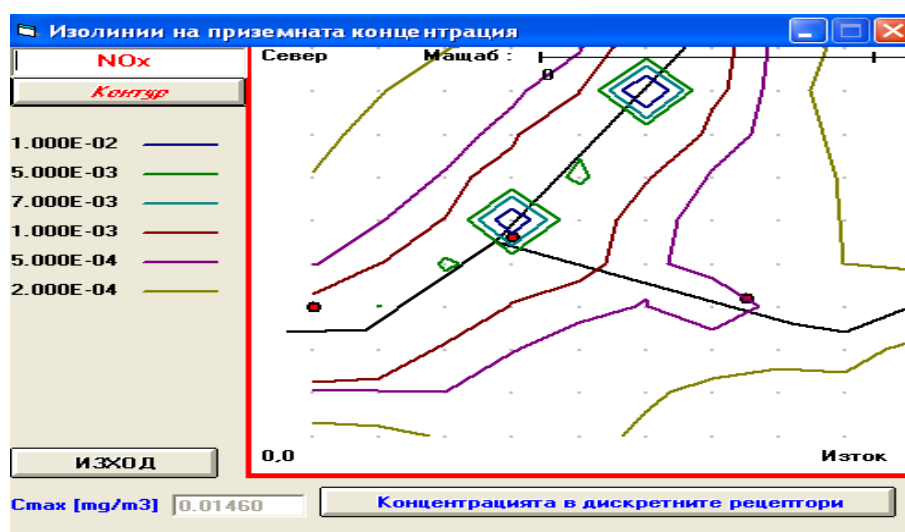 Изолинии на приземната концентрация
NOx
Контур
1.000E-02
5.000E-03
7.000E-03
1.000E-03
5.000E-04
2.000E-04
ИЗХОД
Север
Мащаб :
0
0,0
Изток
Cmax [mg/m3] 0.01460
Концентрацията в дискретните рецептори